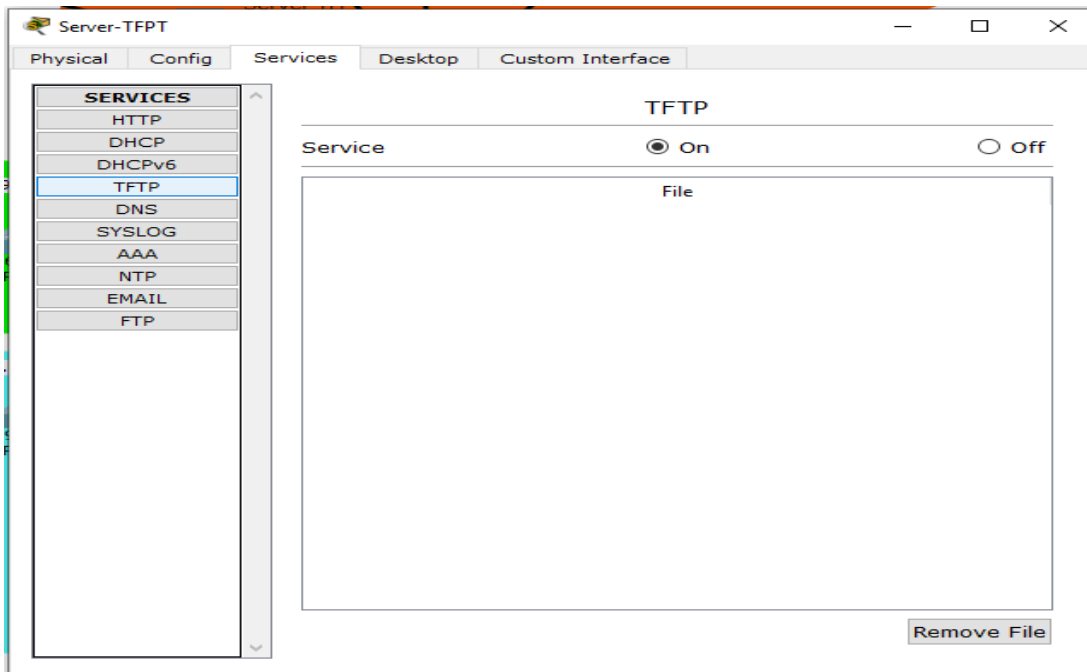 Server-TFPT
Physical Config Services Desktop Custom Interface
SERVICES
HTTP
DHCP
DHCPv6
TFTP
DNS
SYSLOG
AAA
NTP
EMAIL
FTP
TFTP
Service On Off
File
Remove File